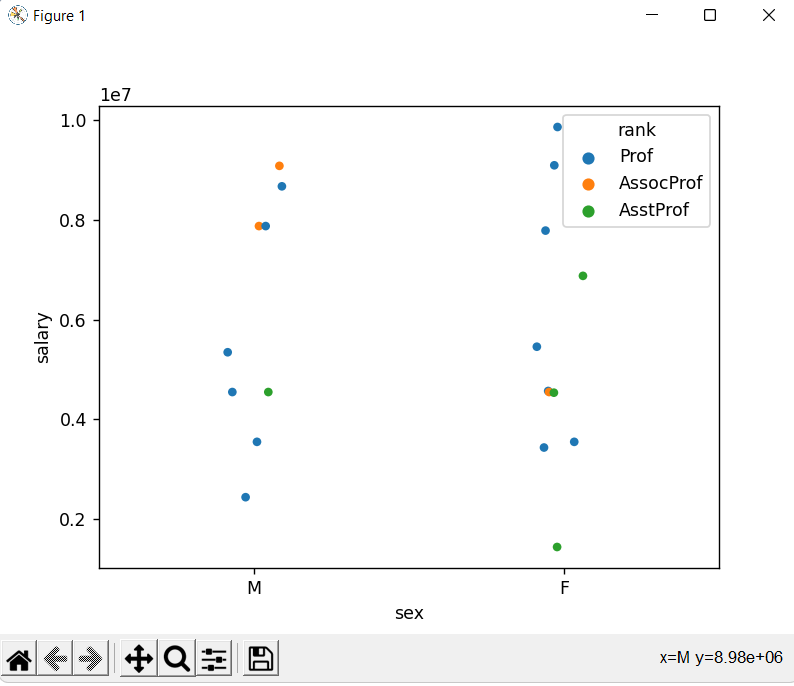 Figure 1
1e7
1.0
0.8
0.6
0.4
0.2
salary
rank
Prof
AssocProf
AsstProf
M F
sex
x=M y=8.98e+06